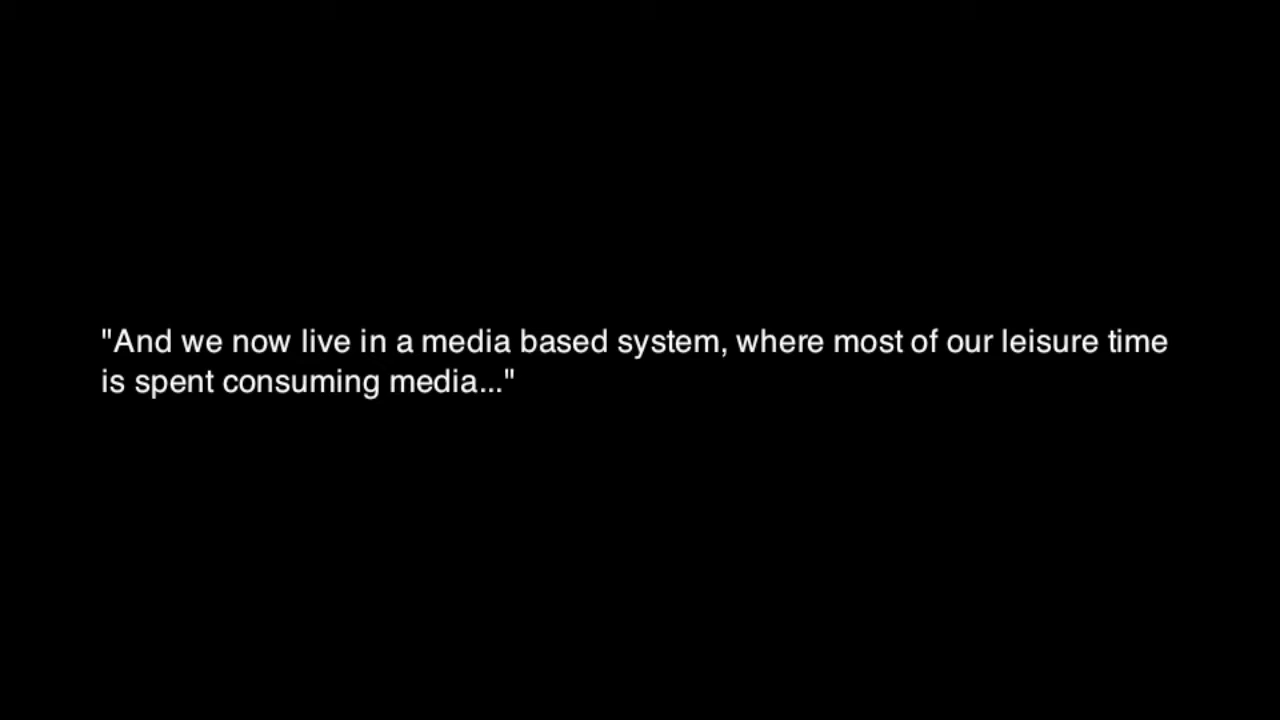 "And we now live in a media based system, where most of our leisure time
is spent consuming media..."